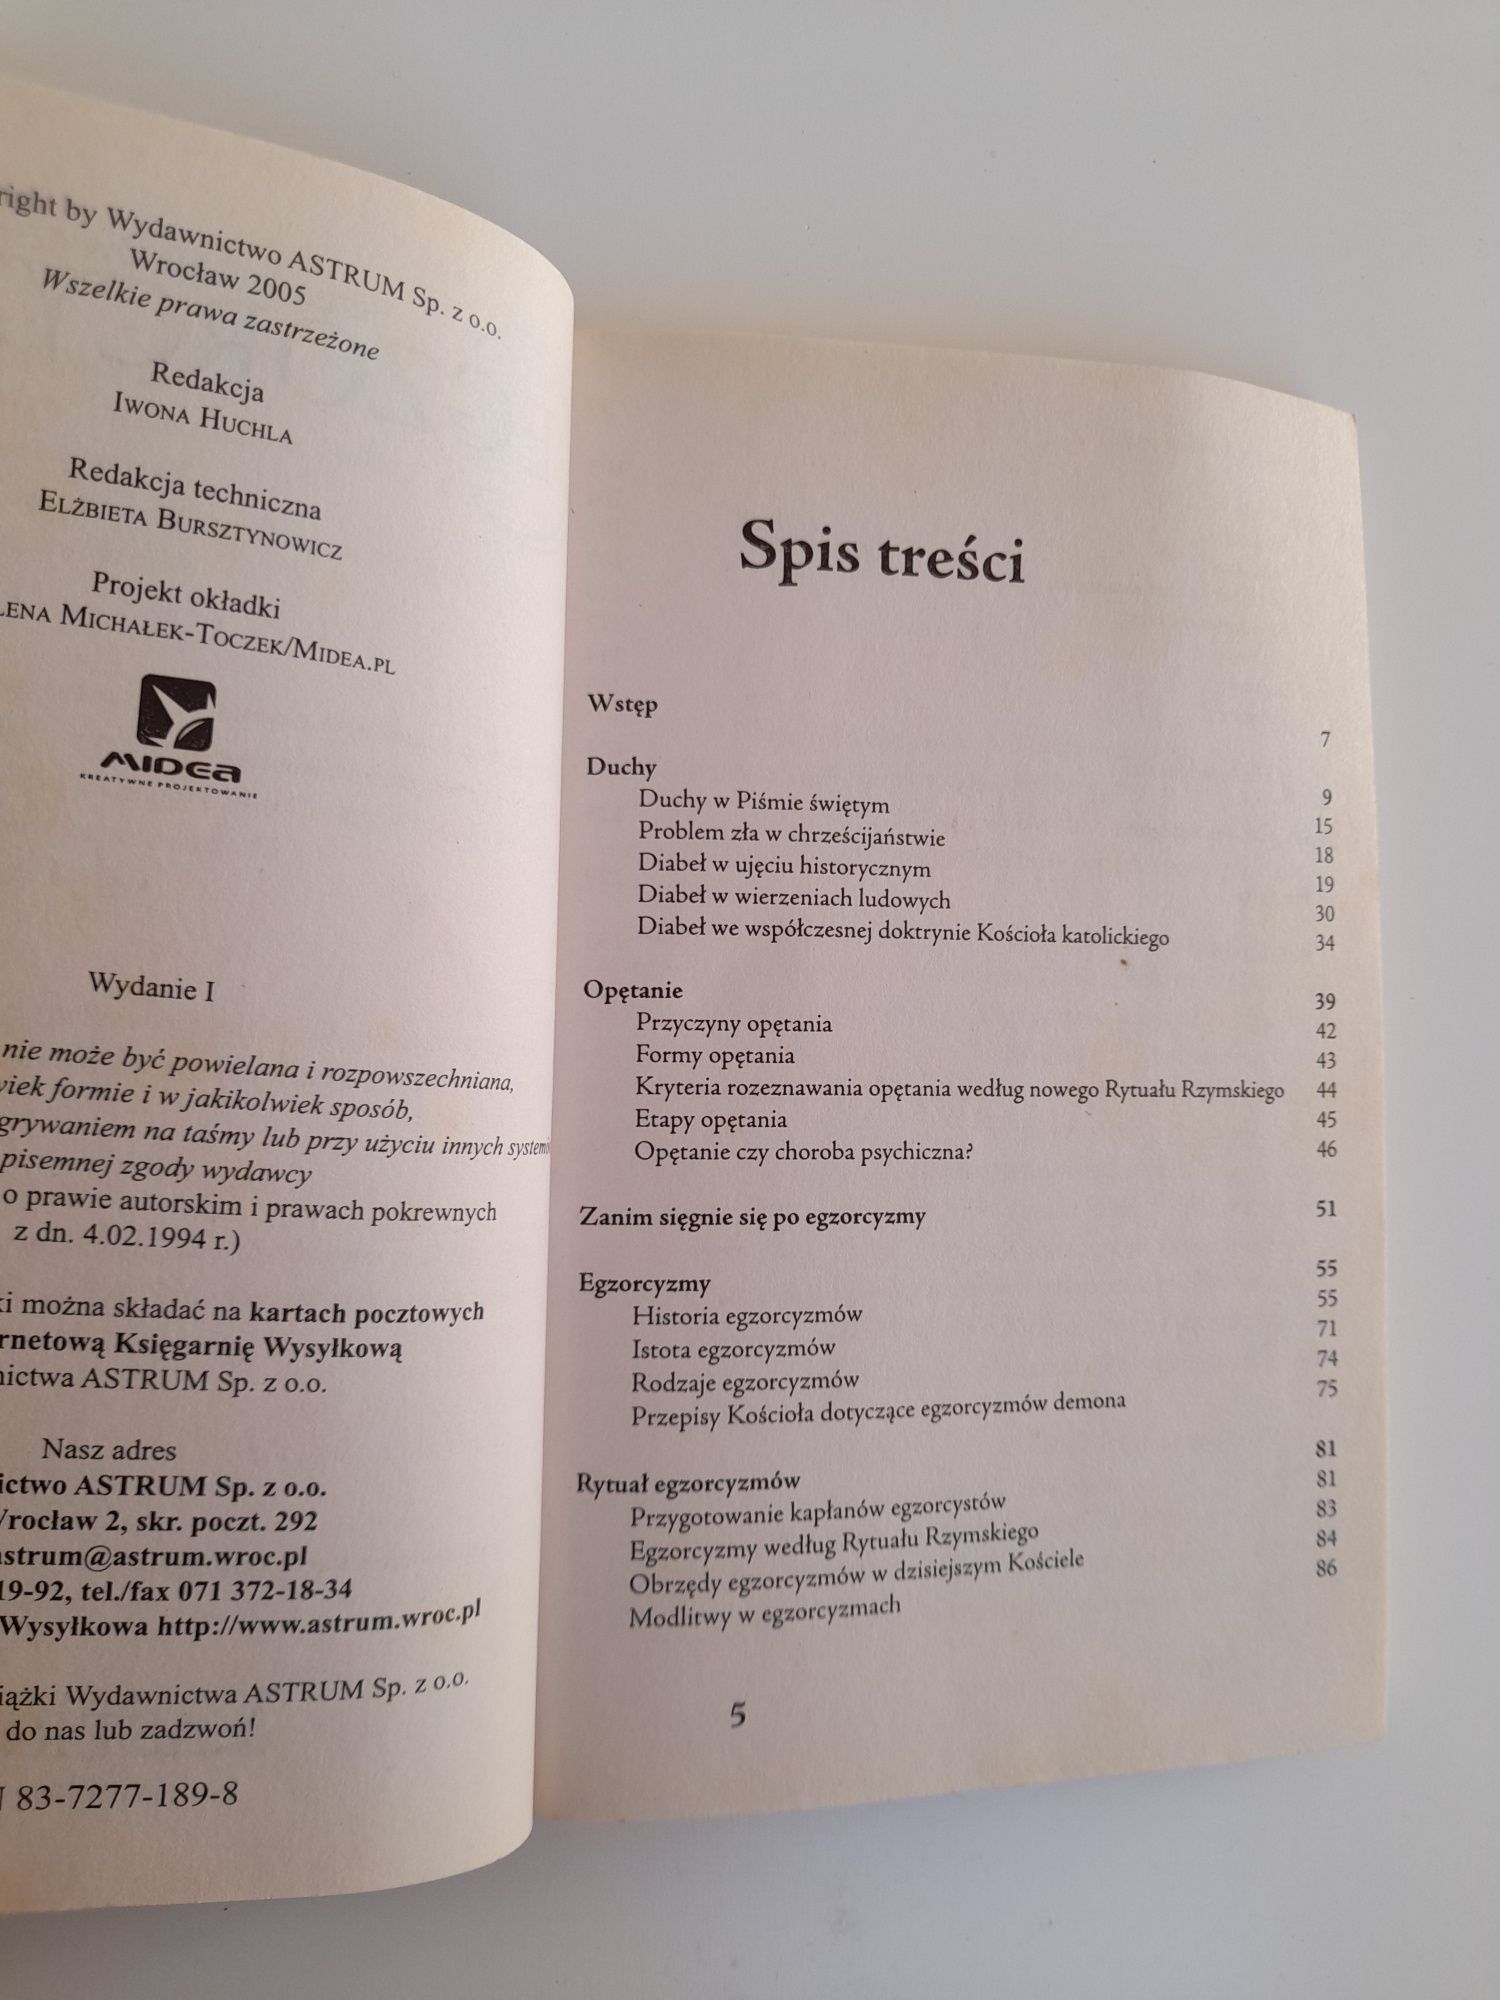 by Wydawnictwo ASTRUM Sp. z o.o.
Wrocław 2005
Wszelkie prawa zastrzeżone
Redakcja
IWONA HUCHLA
Redakcja techniczna
ELŻBIETA BURSZTYNOWICZ
Projekt okładki
MICHAŁEK-TOCZEK/MIDEA.PL
MIDEA
KREATYWNE PROJEKTOWANIE
Wydanie I
nie może być powielana i rozpowszechniana,
formie i w jakikolwiek sposób,
na taśmy lub przy użyciu innych
pisemnej zgody wydawcy
o prawie autorskim i prawach pokrewnych
z dn. 4.02.1994 r.)
można składać na kartach pocztowych
Księgarnię Wysyłkową
ASTRUM Sp. z o.o.
Nasz adres
ASTRUM Sp. z o.o.
2, skr. poczt. 292
astrum@astrum.wroc.pl
19-92, tel./fax 071 372-18-34
Wysyłkowa http://www.astrum.wroc.pl
Wydawnictwa ASTRUM Sp. z o.o.
do nas lub zadzwoń!
83-7277-189-8
Spis treści
Wstęp 7
Duchy 9
Duchy w Piśmie świętym 15
Problem zła w chrześcijaństwie 18
Diabeł w ujęciu historycznym 19
Diabeł w wierzeniach ludowych 30
Diabeł we współczesnej doktrynie Kościoła katolickiego 34
Opętanie 39
Przyczyny opętania 42
Formy opętania 43
Kryteria rozeznawania opętania według nowego Rytuału Rzymskiego 44
Etapy opętania 45
Opętanie czy choroba psychiczna? 46
Zanim sięgnie się po egzorcyzmy 51
Egzorcyzmy 55
Historia egzorcyzmów 55
Istota egzorcyzmów 71
Rodzaje egzorcyzmów 74
Przepisy Kościoła dotyczące egzorcyzmów demona 75
Rytuał egzorcyzmów 81
Przygotowanie kapłanów egzorcystów 81
Egzorcyzmy według Rytuału Rzymskiego 83
Obrzędy egzorcyzmów w dzisiejszym Kościele 84
Modlitwy w egzorcyzmach 86
5